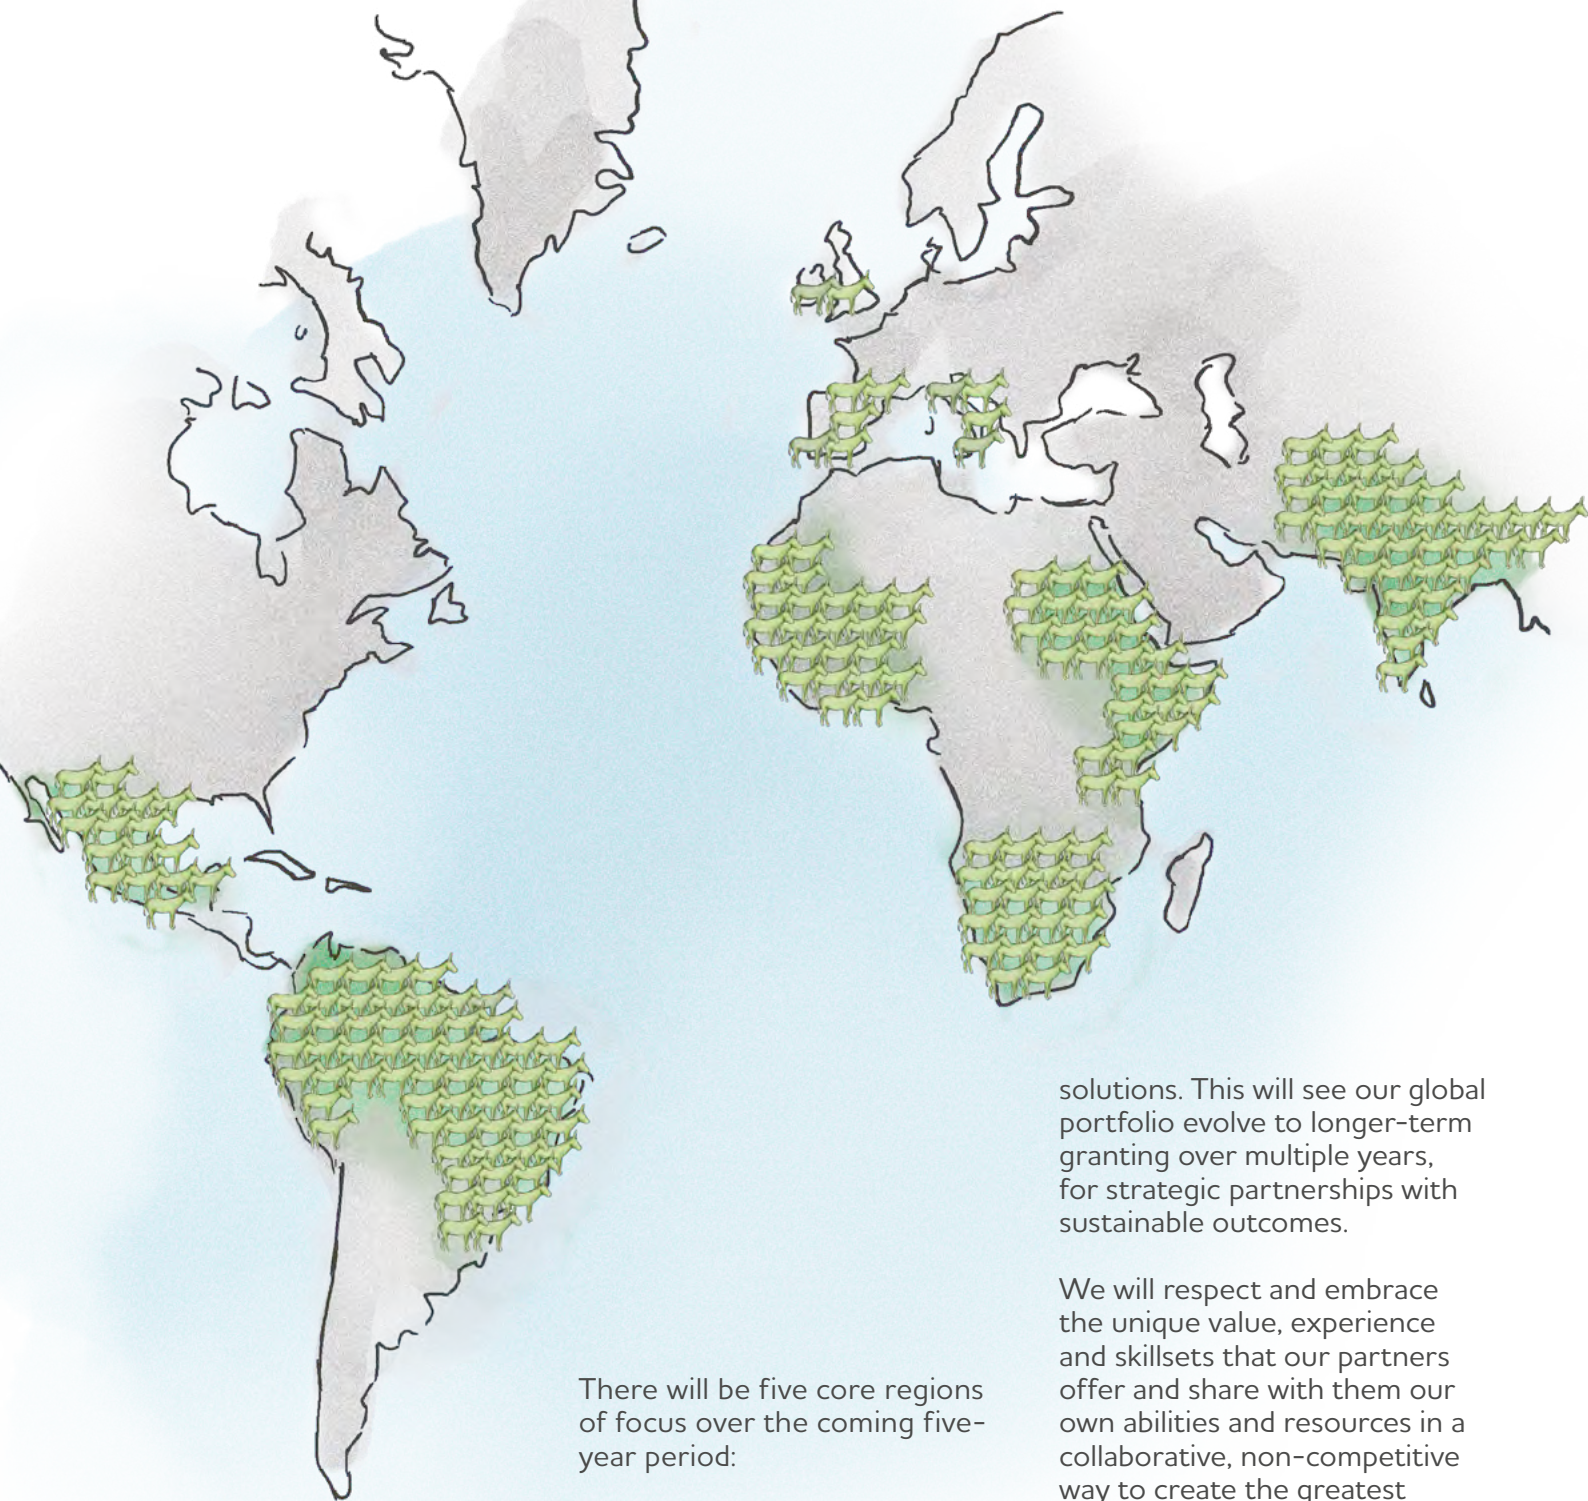 There will be five core regions
of focus over the coming five-
year period:
solutions. This will see our global
portfolio evolve to longer-term
granting over multiple years,
for strategic partnerships with
sustainable outcomes.
We will respect and embrace
the unique value, experience
and skillsets that our partners
offer and share with them our
own abilities and resources in a
collaborative, non-competitive
way to create the greatest